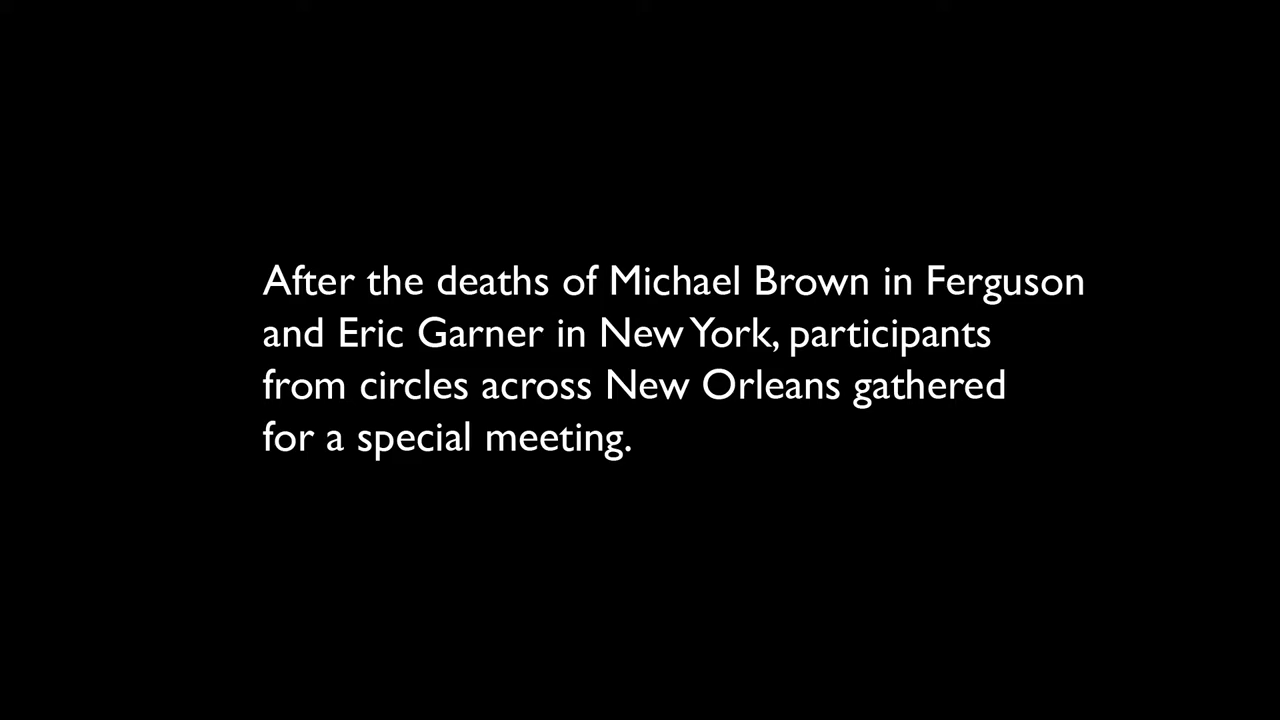 After the deaths of Michael Brown in Ferguson
and Eric Garner in New York, participants
from circles across New Orleans gathered
for a special meeting.